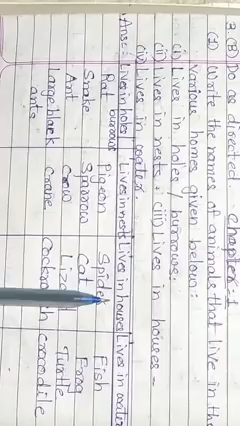 Chapter-1
2. (B) Do as directed.
(d) Write the names of animals that live in the
various homes given below:
(i) Lives in holes / burrows.
(ii) Lives in nests. (iii) Lives in houses -
(iv) Lives in water.
Ans:- Lives in holes Lives in nests Lives in houses Lives in water
Rat burrows Pigeon Spider Fish
Snake Sparrow Cat Frog
Ant Crow Turtle
Large black Crane Crocodile
ants